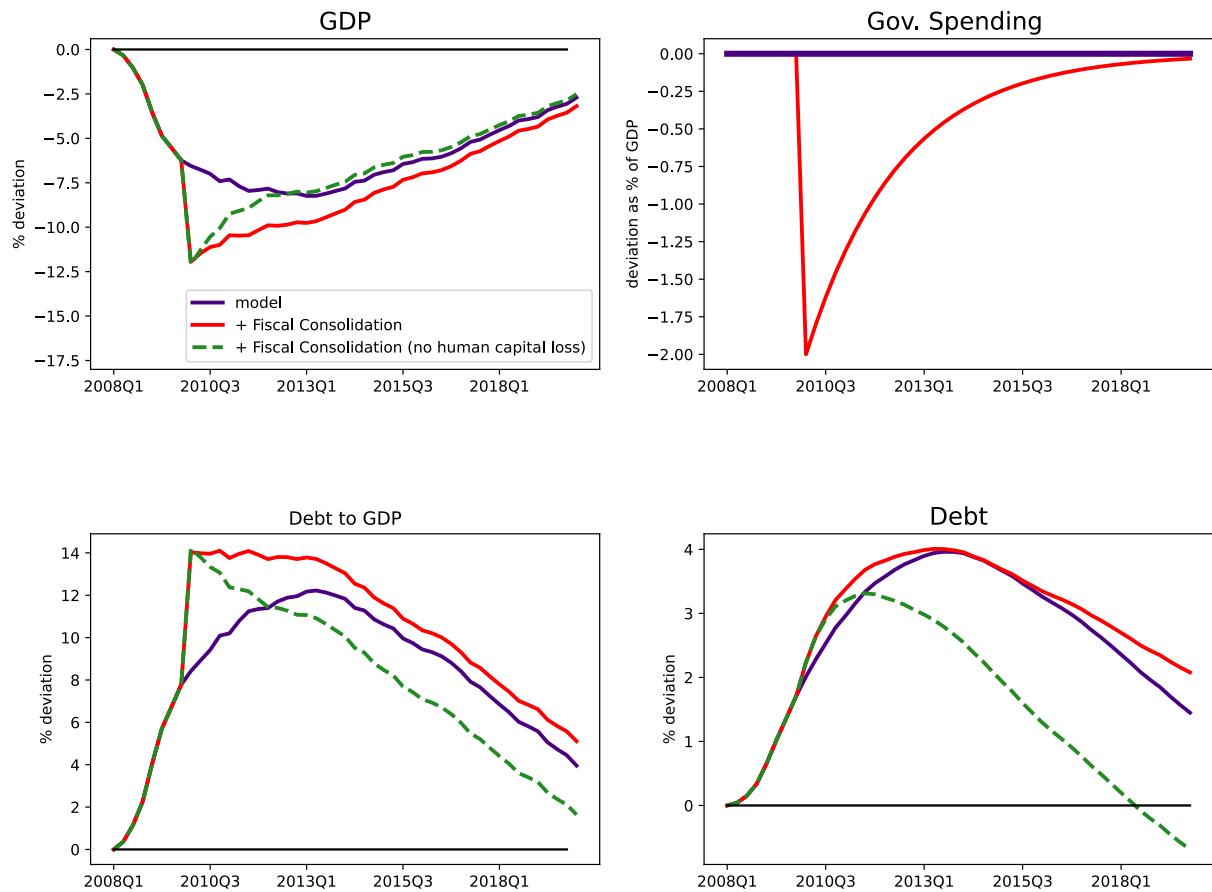 GDP
% deviation
0.0
−2.5
−5.0
−7.5
−10.0
−12.5
−15.0
−17.5
model
+ Fiscal Consolidation
+ Fiscal Consolidation (no human capital loss)
2008Q1 2010Q3 2013Q1 2015Q3 2018Q1
Gov. Spending
deviation as % of GDP
0.00
−0.25
−0.50
−0.75
−1.00
−1.25
−1.50
−1.75
−2.00
2008Q1 2010Q3 2013Q1 2015Q3 2018Q1
Debt to GDP
% deviation
14
12
10
8
6
4
2
0
2008Q1 2010Q3 2013Q1 2015Q3 2018Q1
Debt
% deviation
4
3
2
1
0
2008Q1 2010Q3 2013Q1 2015Q3 2018Q1